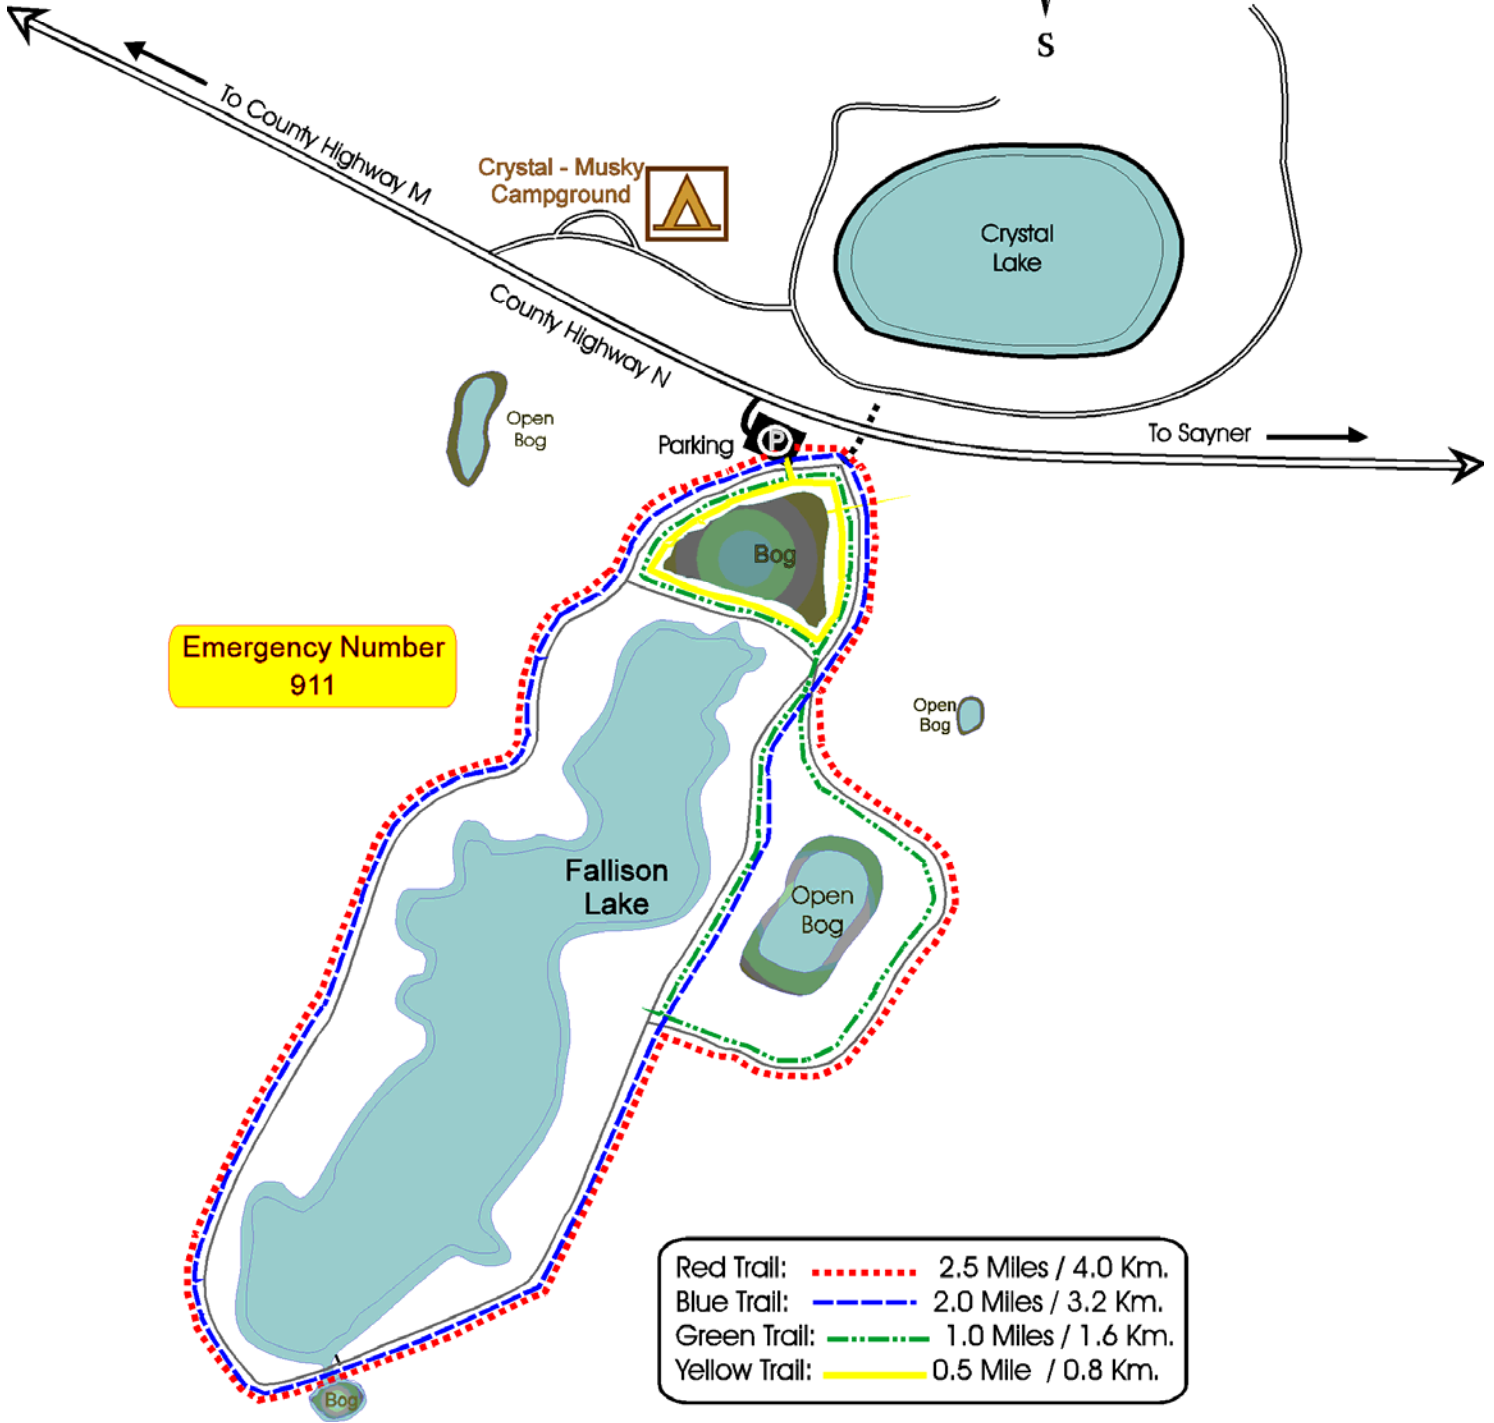 S
To County Highway M
Crystal - Musky
Campground
Crystal
Lake
County Highway N
Open
Bog
To Sayner
Parking
P
Bog
Emergency Number
911
Open
Bog
Fallison
Lake
Open
Bog
Red Trail: 2.5 Miles / 4.0 Km.
Blue Trail: 2.0 Miles / 3.2 Km.
Green Trail: 1.0 Miles / 1.6 Km.
Yellow Trail: 0.5 Mile / 0.8 Km.
Bog